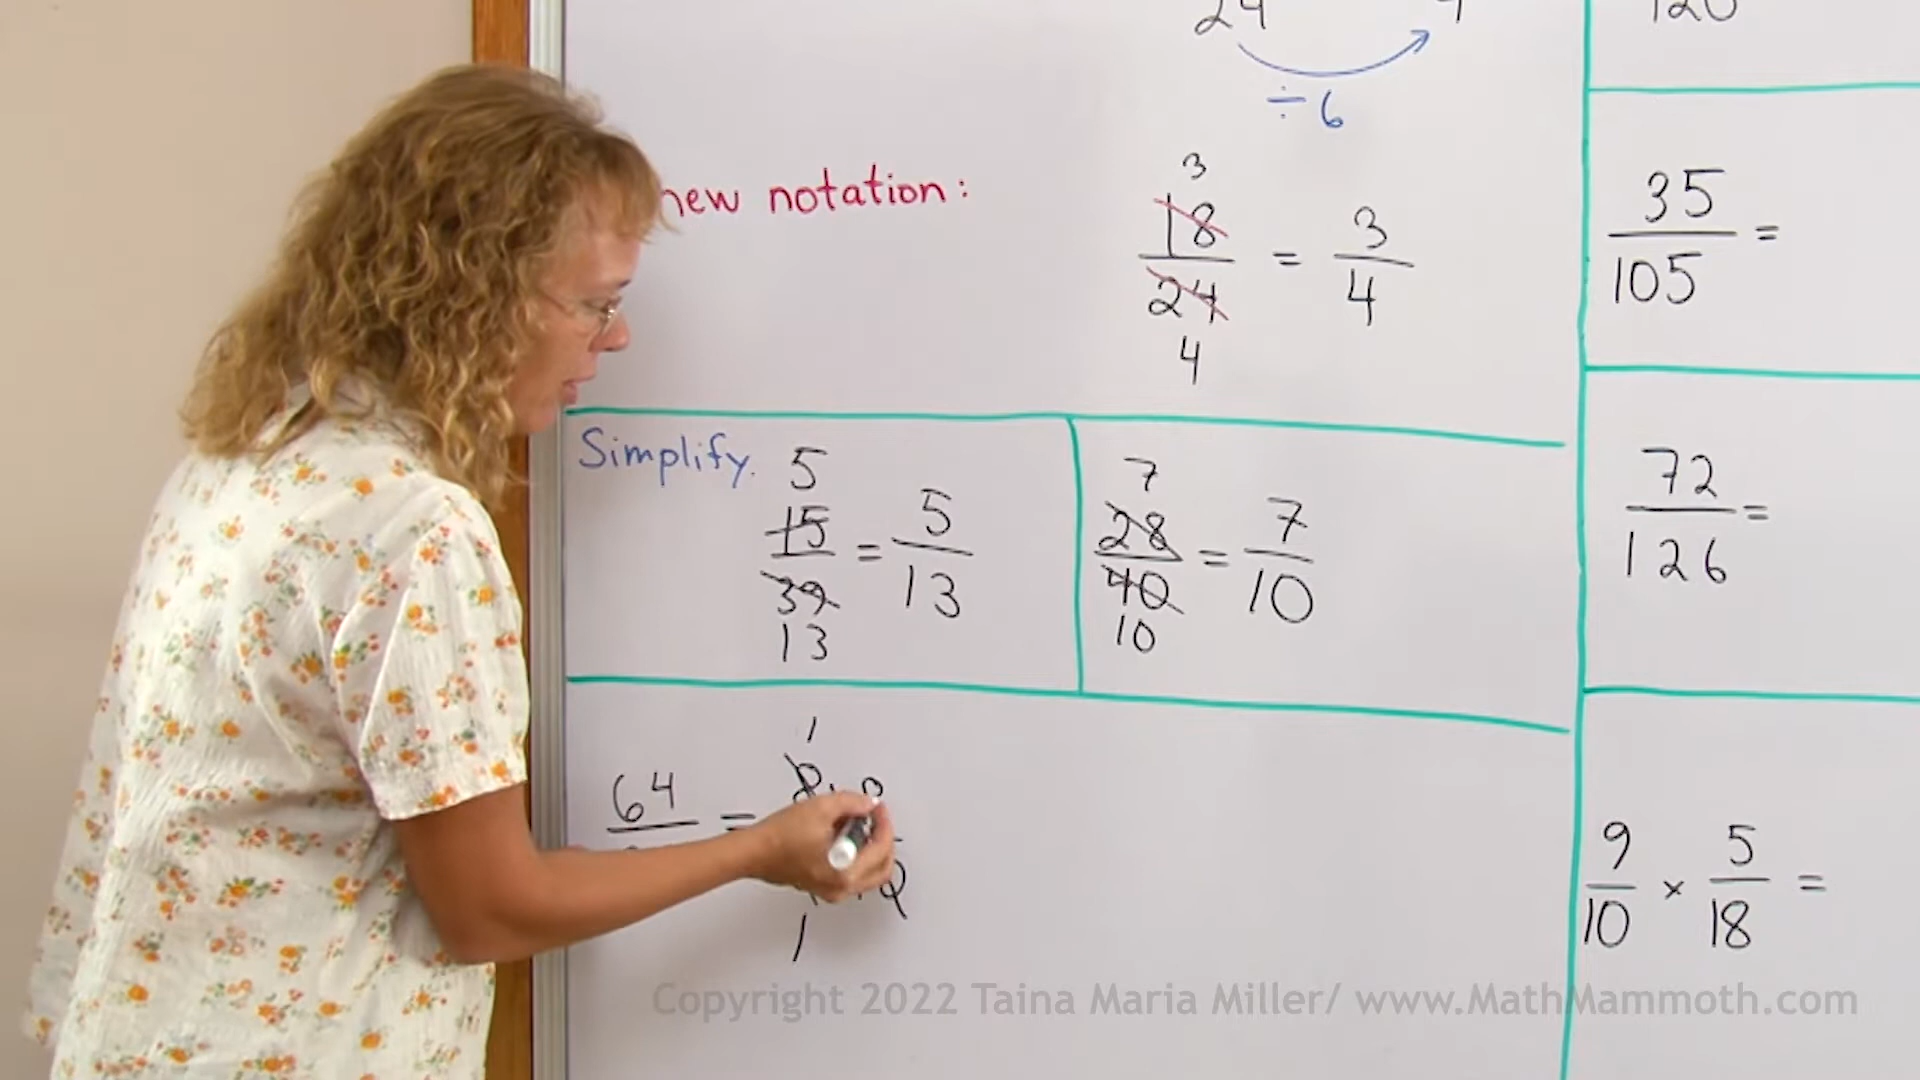 24
÷ 6
new notation:
3
18/24 = 3/4
4
Simplify.
5
15/39 = 5/13
13
7
28/40 = 7/10
10
1
64 =
1
120
35/105 =
72/126 =
9/10 × 5/18 =
Copyright 2022 Taina Maria Miller/ www.MathMammoth.com